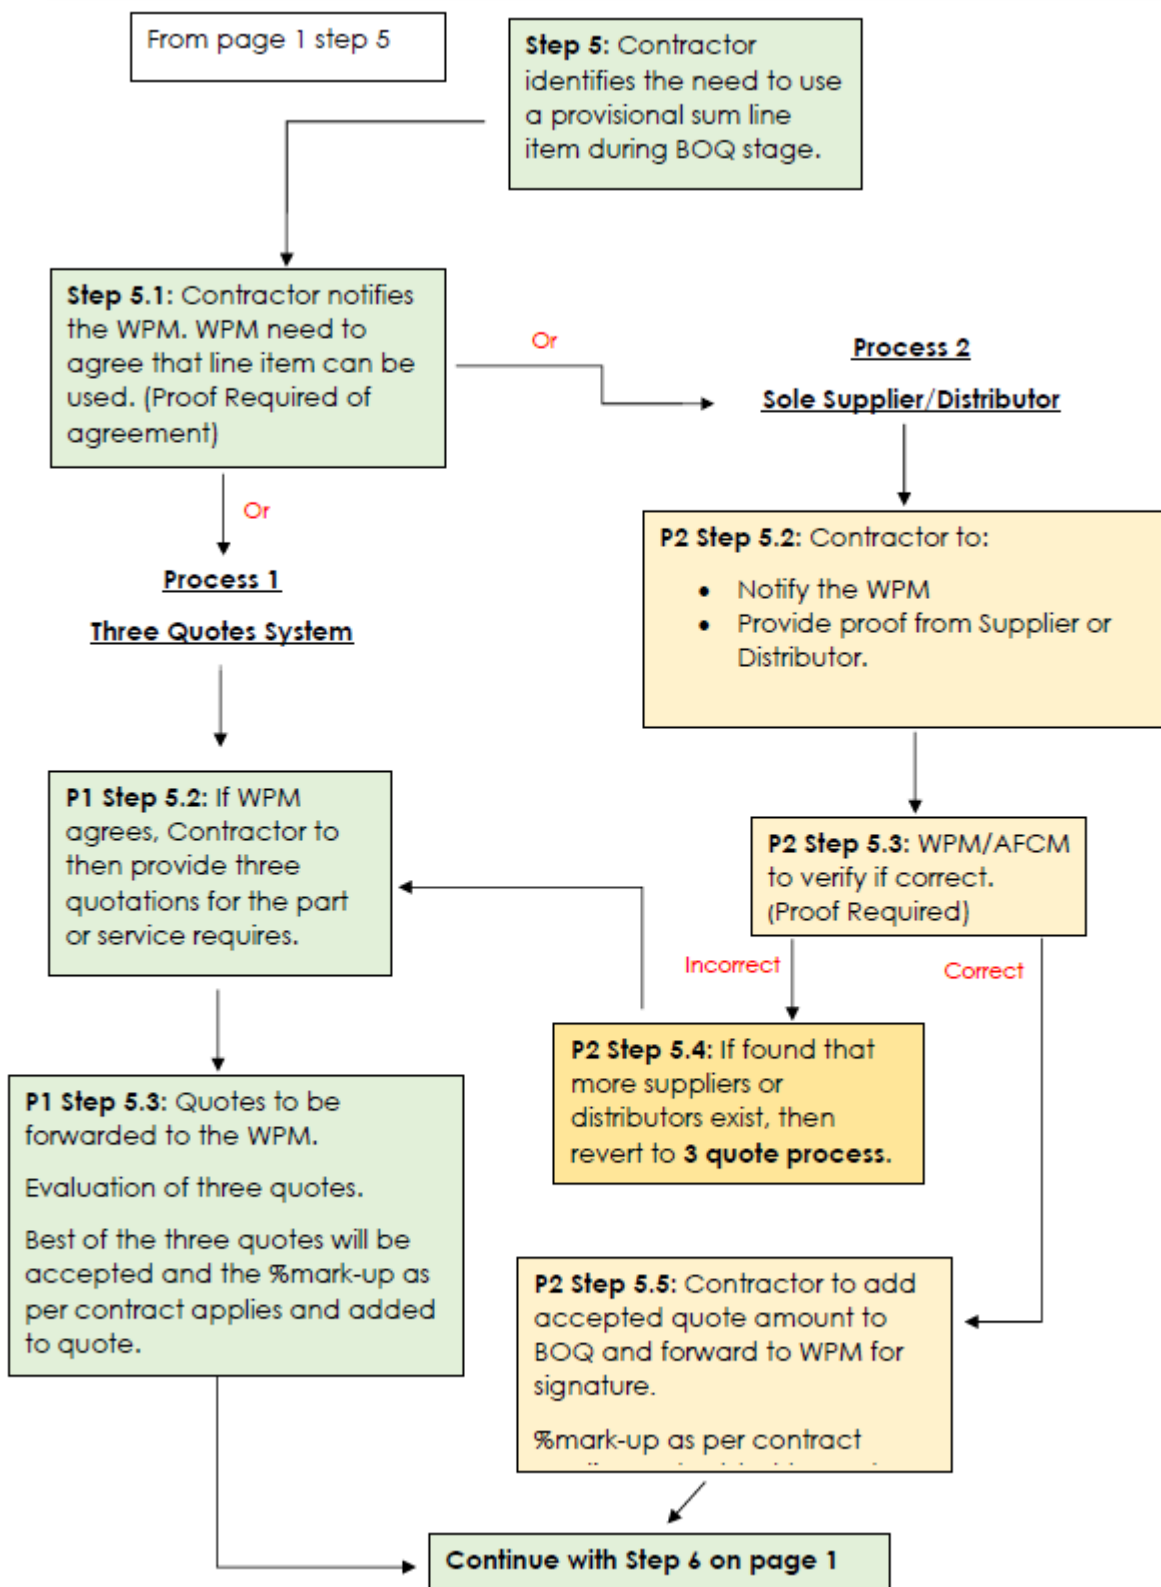 From page 1 step 5
Step 5: Contractor
identifies the need to use
a provisional sum line
item during BOQ stage.
Step 5.1: Contractor notifies
the WPM. WPM need to
agree that line item can be
used. (Proof Required of
agreement)
Or
Or
Process 2
Sole Supplier/Distributor
Process 1
Three Quotes System
P2 Step 5.2: Contractor to:
• Notify the WPM
• Provide proof from Supplier or
Distributor.
P1 Step 5.2: If WPM
agrees, Contractor to
then provide three
quotations for the part
or service requires.
P2 Step 5.3: WPM/AFCM
to verify if correct.
(Proof Required)
Incorrect
Correct
P2 Step 5.4: If found that
more suppliers or
distributors exist, then
revert to 3 quote process.
P1 Step 5.3: Quotes to be
forwarded to the WPM.
Evaluation of three quotes.
Best of the three quotes will be
accepted and the %mark-up as
per contract applies and added
to quote.
P2 Step 5.5: Contractor to add
accepted quote amount to
BOQ and forward to WPM for
signature.
%mark-up as per contract
Continue with Step 6 on page 1